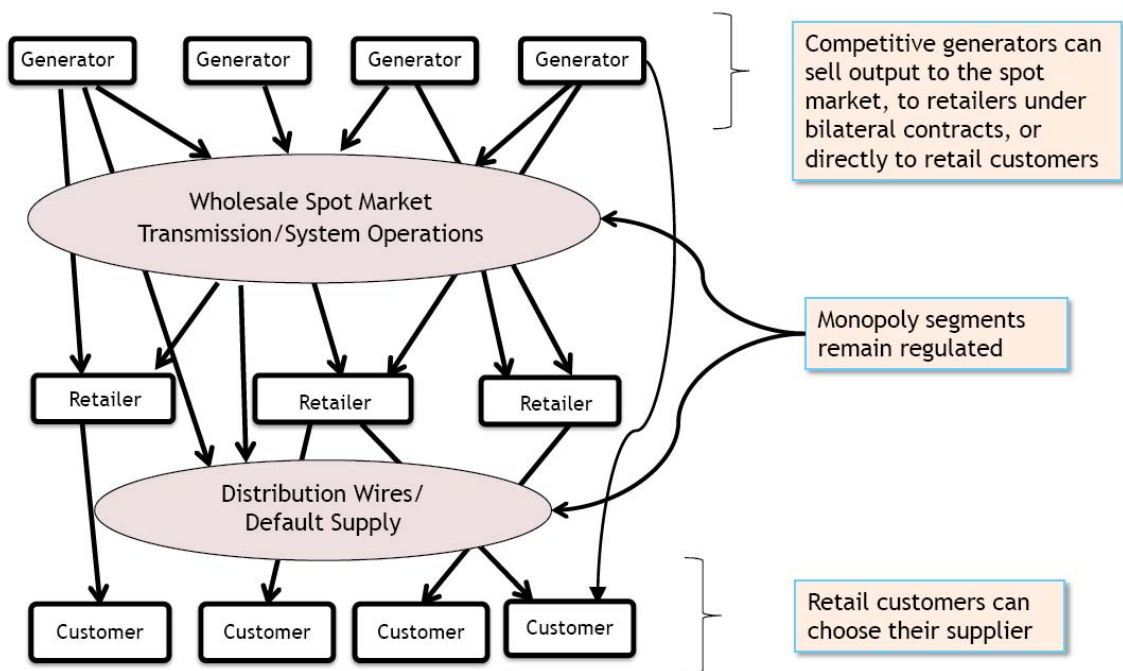 Generator
Generator
Generator
Generator
Competitive generators can
sell output to the spot
market, to retailers under
bilateral contracts, or
directly to retail customers
Wholesale Spot Market
Transmission/System Operations
Monopoly segments
remain regulated
Retailer
Retailer
Retailer
Distribution Wires/
Default Supply
Customer
Customer
Customer
Customer
Retail customers can
choose their supplier